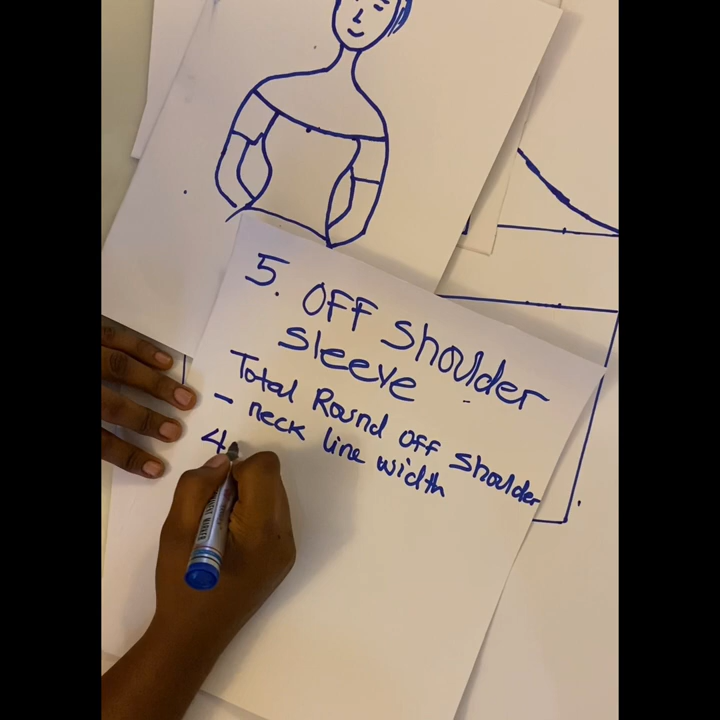 5. OFF Shoulder
Sleeve
Total Round Off Shoulder
- neck line width
4